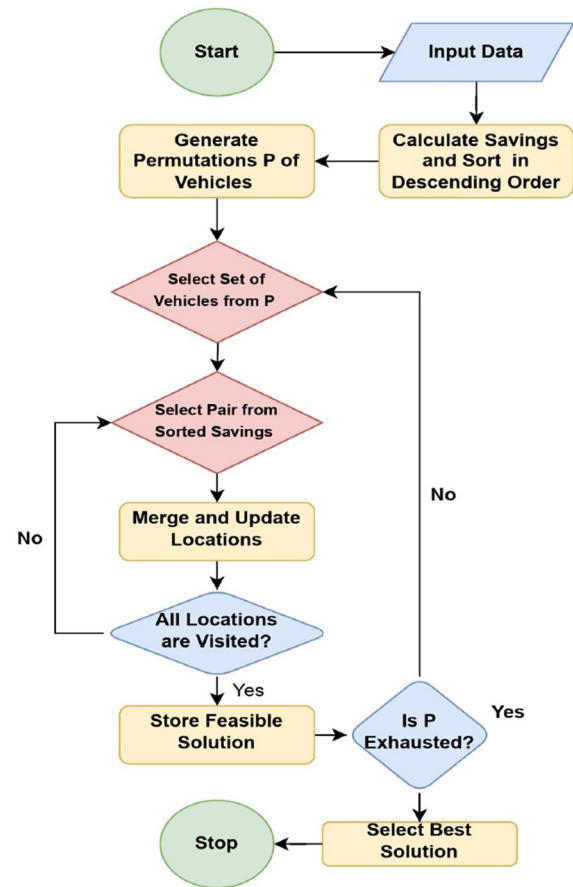 Start
Input Data
Calculate Savings
and Sort in
Descending Order
Generate
Permutations P of
Vehicles
Select Set of
Vehicles from P
Select Pair from
Sorted Savings
Merge and Update
Locations
No
No
All Locations
are Visited?
Yes
Store Feasible
Solution
Is P
Exhausted?
Yes
Select Best
Solution
Stop